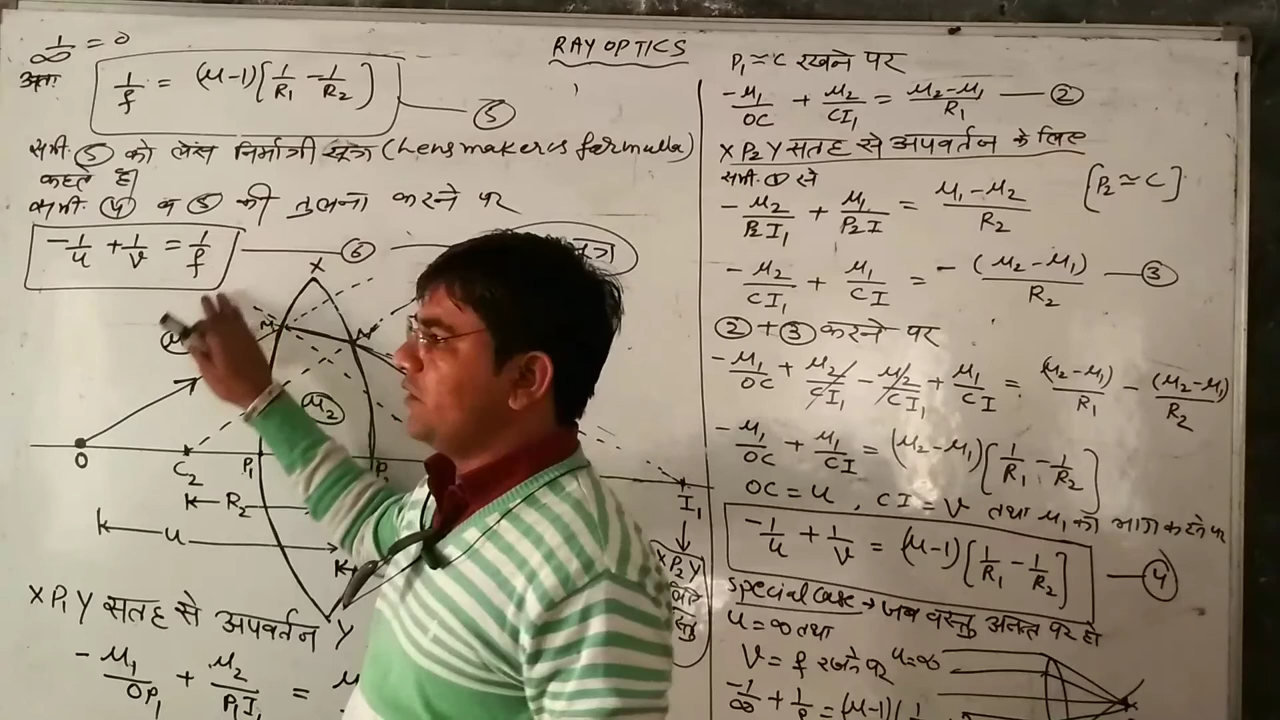 RAY OPTICS
1/∞ = 0
अतः
1/f = (μ-1)[1/R₁ - 1/R₂] — ⑤
समी. ⑤ को लेंस निर्मात्री सूत्र (Lens makers formula)
कहते है।
समी. ④ व ⑤ की तुलना करने पर
-1/u + 1/v = 1/f — ⑥
X
M
N
μ₂
O C₂ P₁ P₂ I₁
R₂
u
XP₂Y
Y
XP₁Y सतह से अपवर्तन
-μ₁/OP₁ + μ₂/P₁I₁ =
P₁≃C रखने पर
-μ₁/OC + μ₂/CI₁ = μ₂-μ₁/R₁ — ②
XP₂Y सतह से अपवर्तन के लिए
समी. ① से [P₂≃C]
-μ₂/P₂I₁ + μ₁/P₂I = μ₁-μ₂/R₂
-μ₂/CI₁ + μ₁/CI = -(μ₂-μ₁)/R₂ — ③
②+③ करने पर
-μ₁/OC + μ₂/CI₁ - μ₂/CI₁ + μ₁/CI = (μ₂-μ₁)/R₁ - (μ₂-μ₁)/R₂
-μ₁/OC + μ₁/CI = (μ₂-μ₁)[1/R₁ - 1/R₂]
OC = u , CI = v तथा μ₁ का भाग करने पर
-1/u + 1/v = (μ-1)[1/R₁ - 1/R₂] — ④
special case → जब वस्तु अनन्त पर हो
u = ∞ तथा
v = f रखने पर u=∞
-1/∞ + 1/f = (μ-1)(